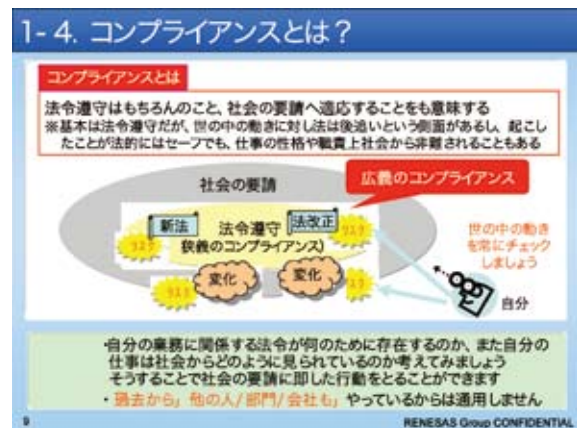 1-4. コンプライアンスとは？
コンプライアンスとは
法令遵守はもちろんのこと、社会の要請へ適応することをも意味する
※基本は法令遵守だが、世の中の動きに対し法は後追いという側面があるし、起こし
たことが法的にはセーフでも、仕事の性格や職責上社会から非難されることもある
社会の要請
広義のコンプライアンス
新法
法令遵守
法改正
狭義のコンプライアンス）
リスク
リスク
変化
変化
リスク
リスク
世の中の動き
を常にチェック
しましょう
自分
・自分の業務に関係する法令が何のために存在するのか、また自分の
仕事は社会からどのように見られているのか考えてみましょう
そうすることで社会の要請に即した行動をとることができます
・過去から」他の人/部門/会社も」やっているからは通用しません
9
RENESAS Group CONFIDENTIAL